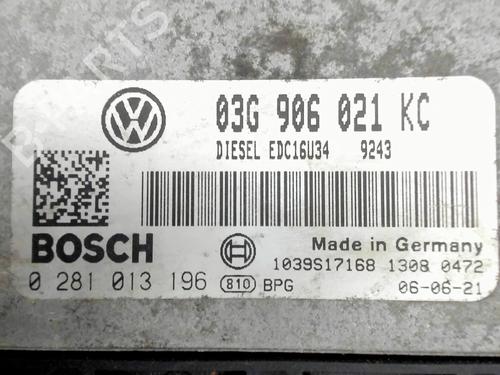 03G 906 021 KC
DIESEL EDC16U34 9243
BOSCH
Made in Germany
1039S17168 1308 0472
0 281 013 196 810 BPG 06-06-21